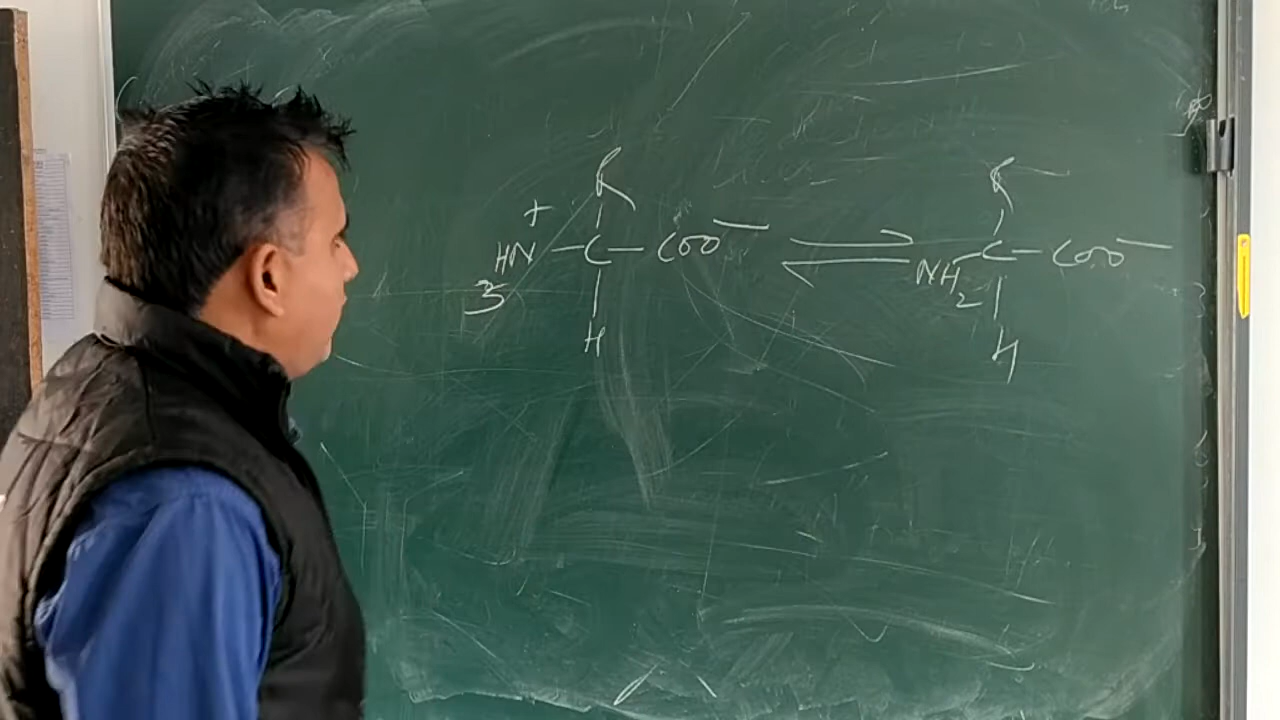 R R
+
H₃N – C – COO⁻ ⇌ NH₂ – C – COO⁻
H H